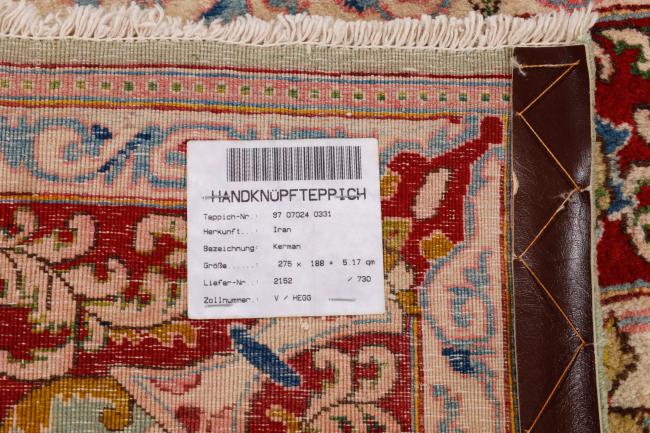 HANDKNÜPFTEPPICH
Teppich-Nr.: 97 07024 0331
Herkunft...: Iran
Bezeichnung: Kerman
Größe......: 275 x 188 = 5.17 qm
Liefer-Nr..: 2152 / 730
Zollnummer.: V / HEGG